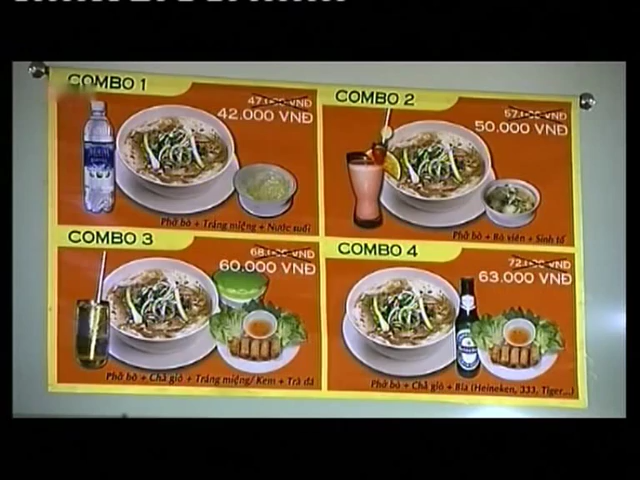 COMBO 1
42.000 VNĐ
Phở bò + Tráng miệng + Nước suối
COMBO 2
50.000 VNĐ
Phở bò + Bò viên + Sinh tố
COMBO 3
60.000 VNĐ
Phở bò + Chả giò + Tráng miệng/ Kem + Trà đá
COMBO 4
63.000 VNĐ
Phở bò + Chả giò + Bia (Heineken, 333, Tiger...)